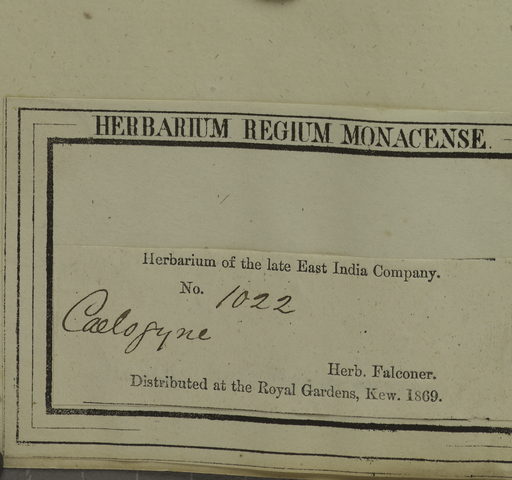 HERBARIUM REGIUM MONACENSE.
Herbarium of the late East India Company.
No. 1022
Caelogyne
Herb. Falconer.
Distributed at the Royal Gardens, Kew. 1869.